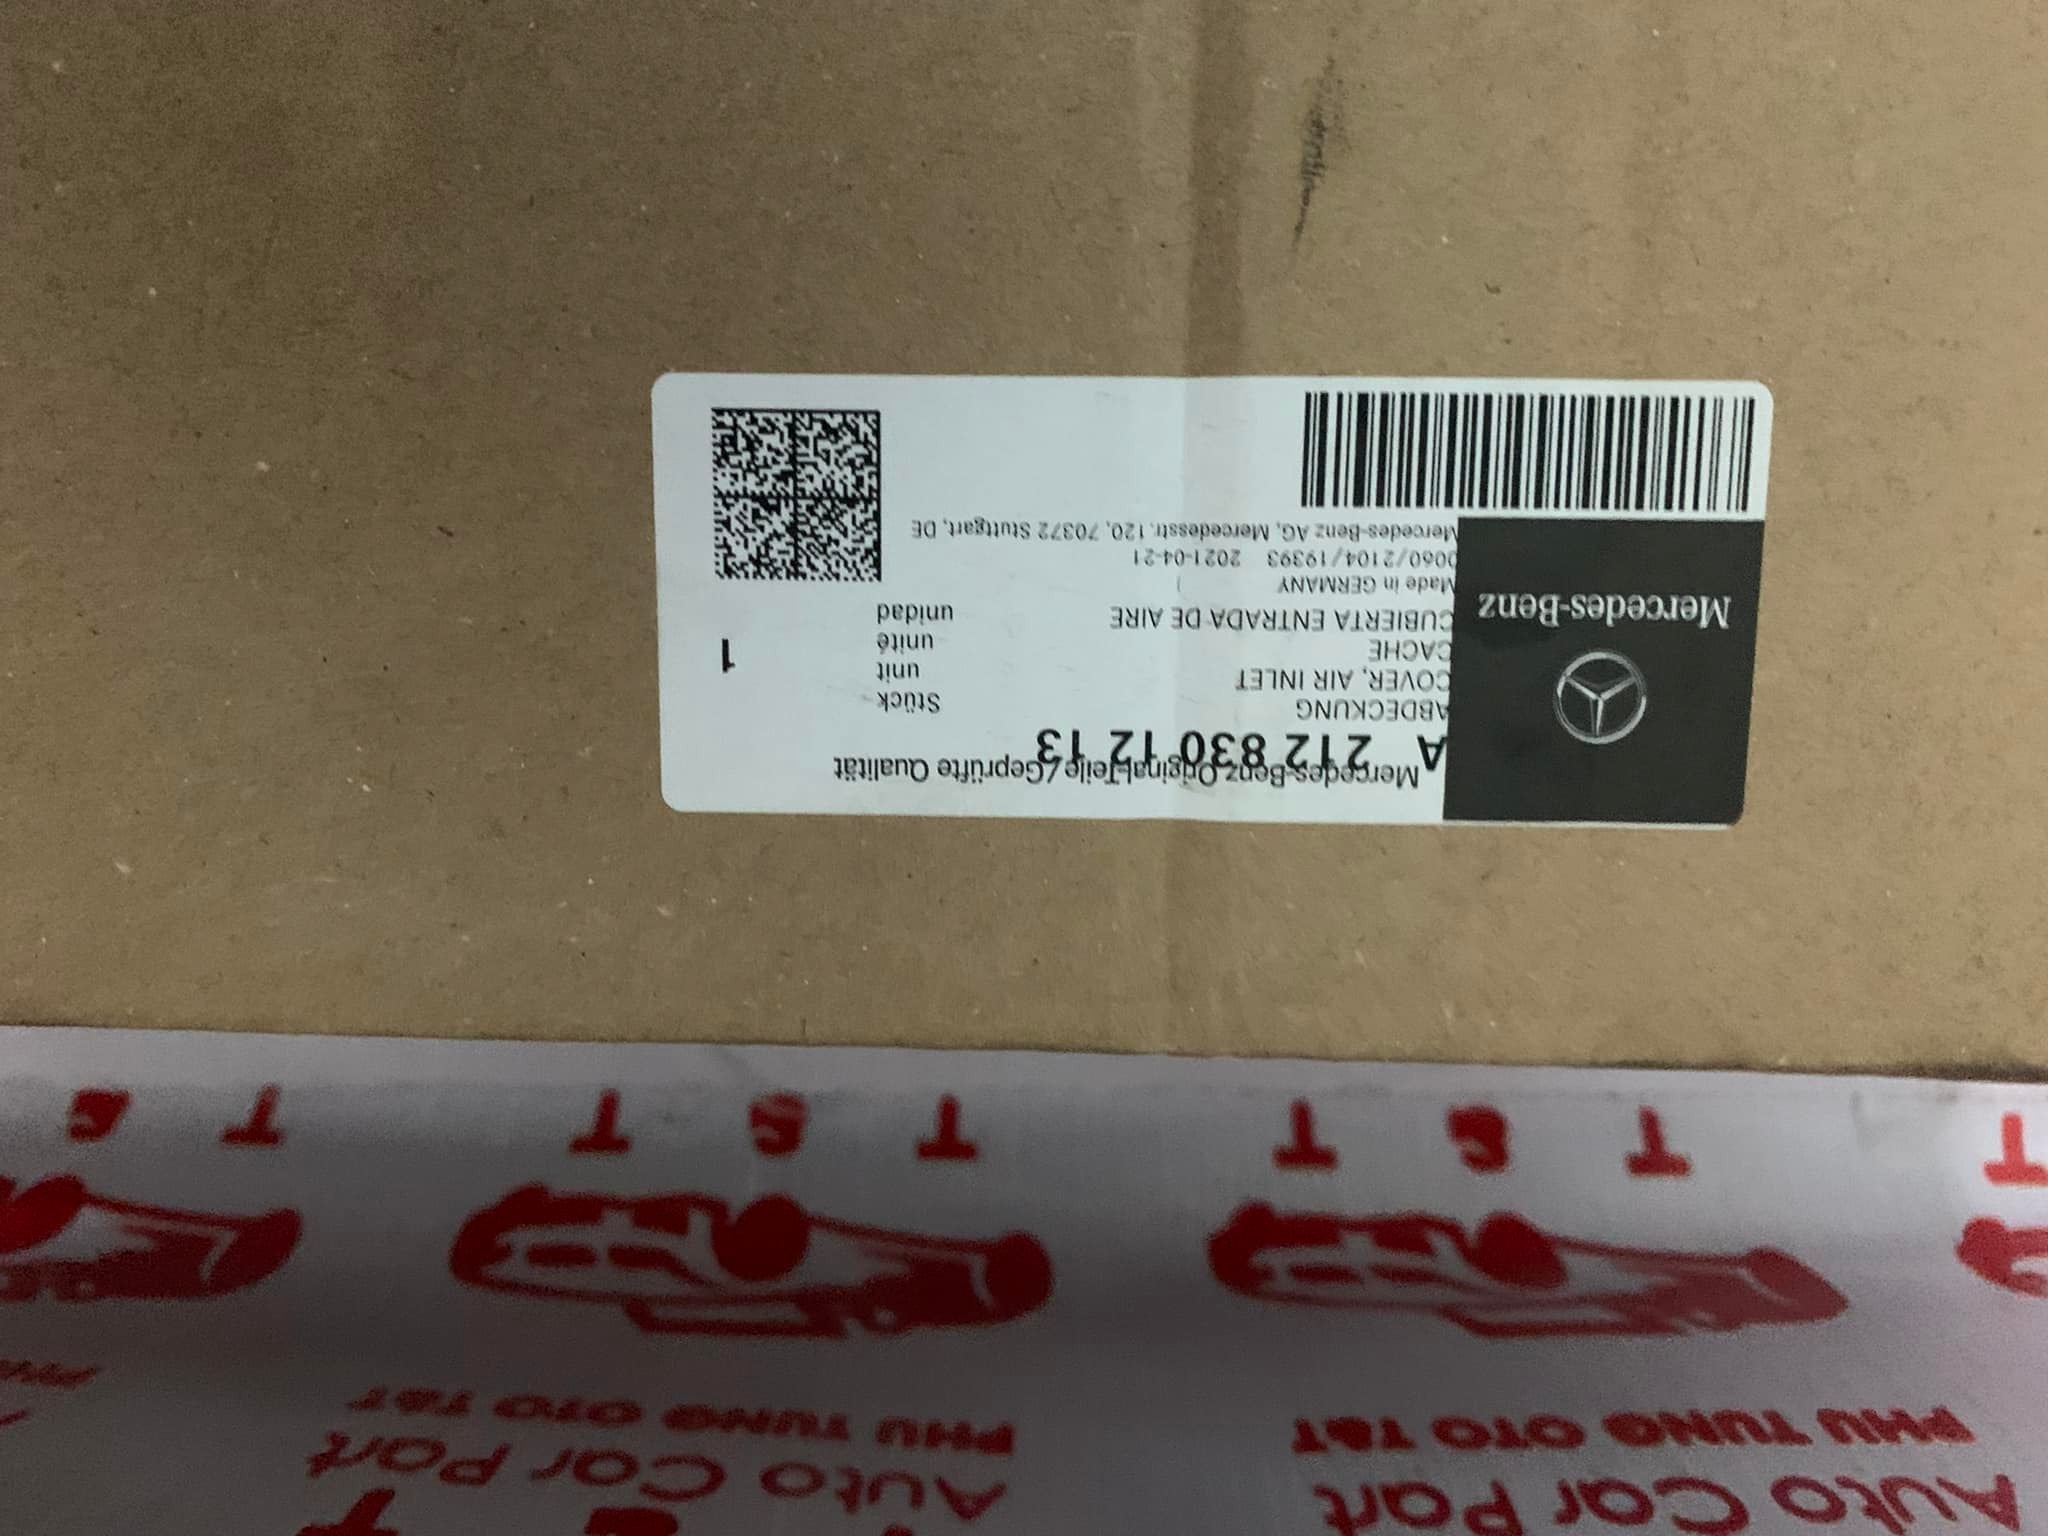 Mercedes-Benz
Mercedes-Benz Original-Teile / Geprüfte Qualität
A 212 830 12 13
ABDECKUNG
COVER, AIR INLET
CACHE
CUBIERTA ENTRADA DE AIRE
Stück
unit
unité
unidad
1
Made in GERMANY
0060/2104/19393 2021-04-21
Mercedes-Benz AG, Mercedesstr. 120, 70372 Stuttgart, DE
Auto Car Part
PHU TUNG OTO T&T
Auto Car Part
PHU TUNG OTO T&T
T & T
T & T
T &